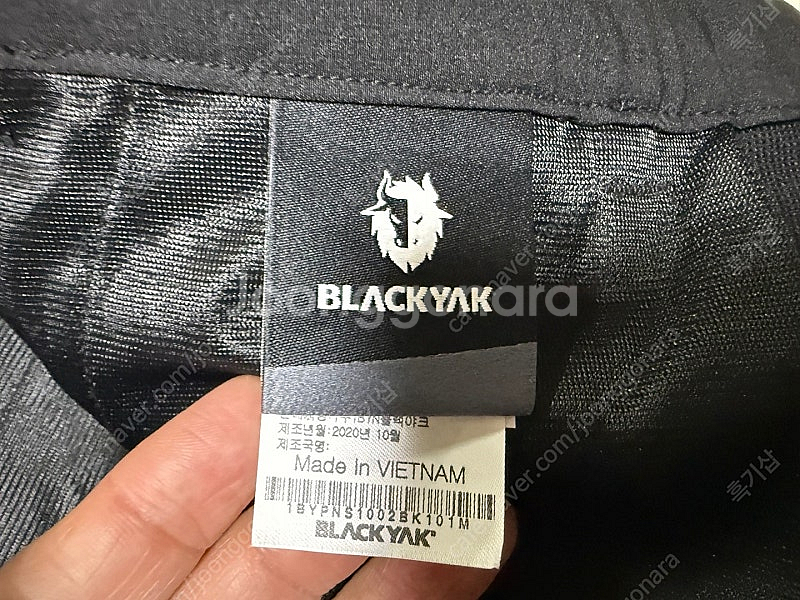 BLACKYAK
제조년월:2020년 10월
제조국명:
Made in VIETNAM
1BYPNS1002BK101M
BLACKYAK
Joonggonara